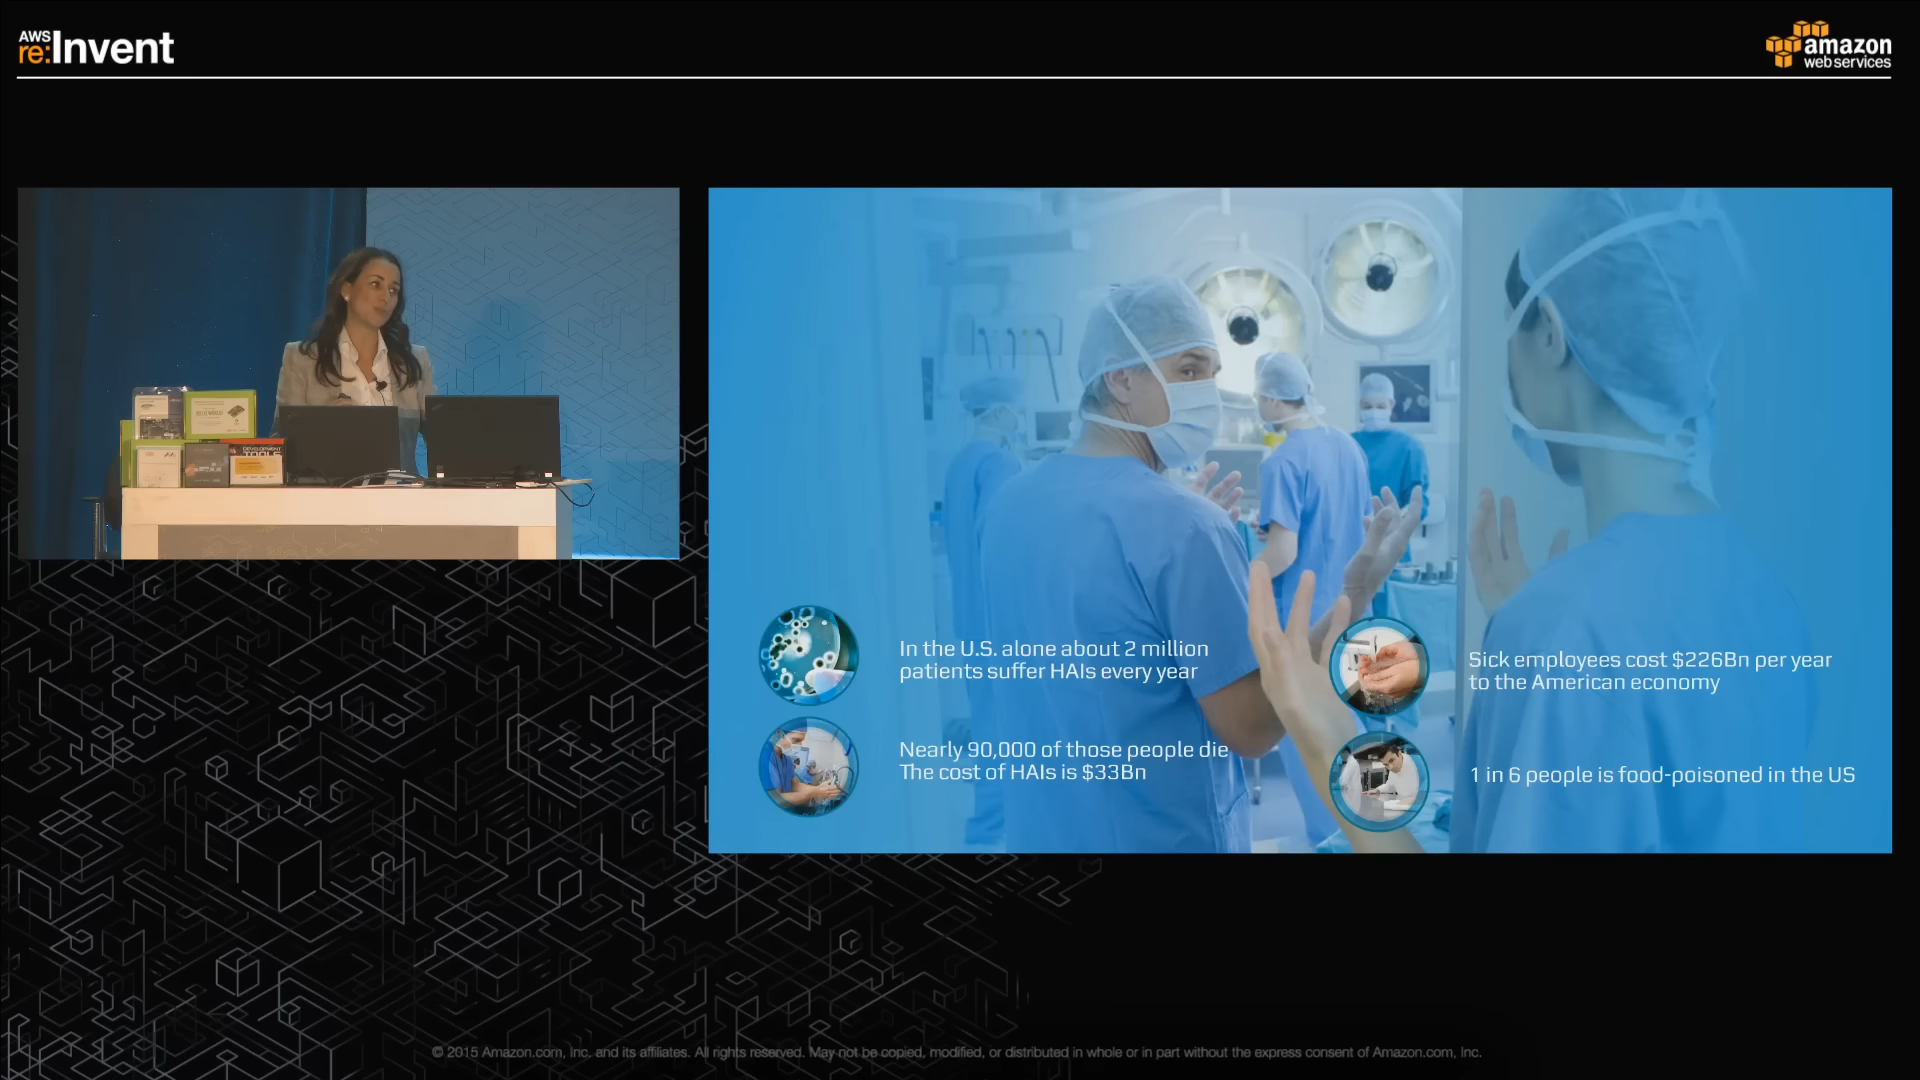 AWS
re:Invent
amazon
web services
HELLO WORLD!
DEVELOPMENT
TOOLS
In the U.S. alone about 2 million
patients suffer HAIs every year
Nearly 90,000 of those people die
The cost of HAIs is $33Bn
Sick employees cost $226Bn per year
to the American economy
1 in 6 people is food-poisoned in the US
© 2015 Amazon.com, Inc. and its affiliates. All rights reserved. May not be copied, modified, or distributed in whole or in part without the express consent of Amazon.com, Inc.